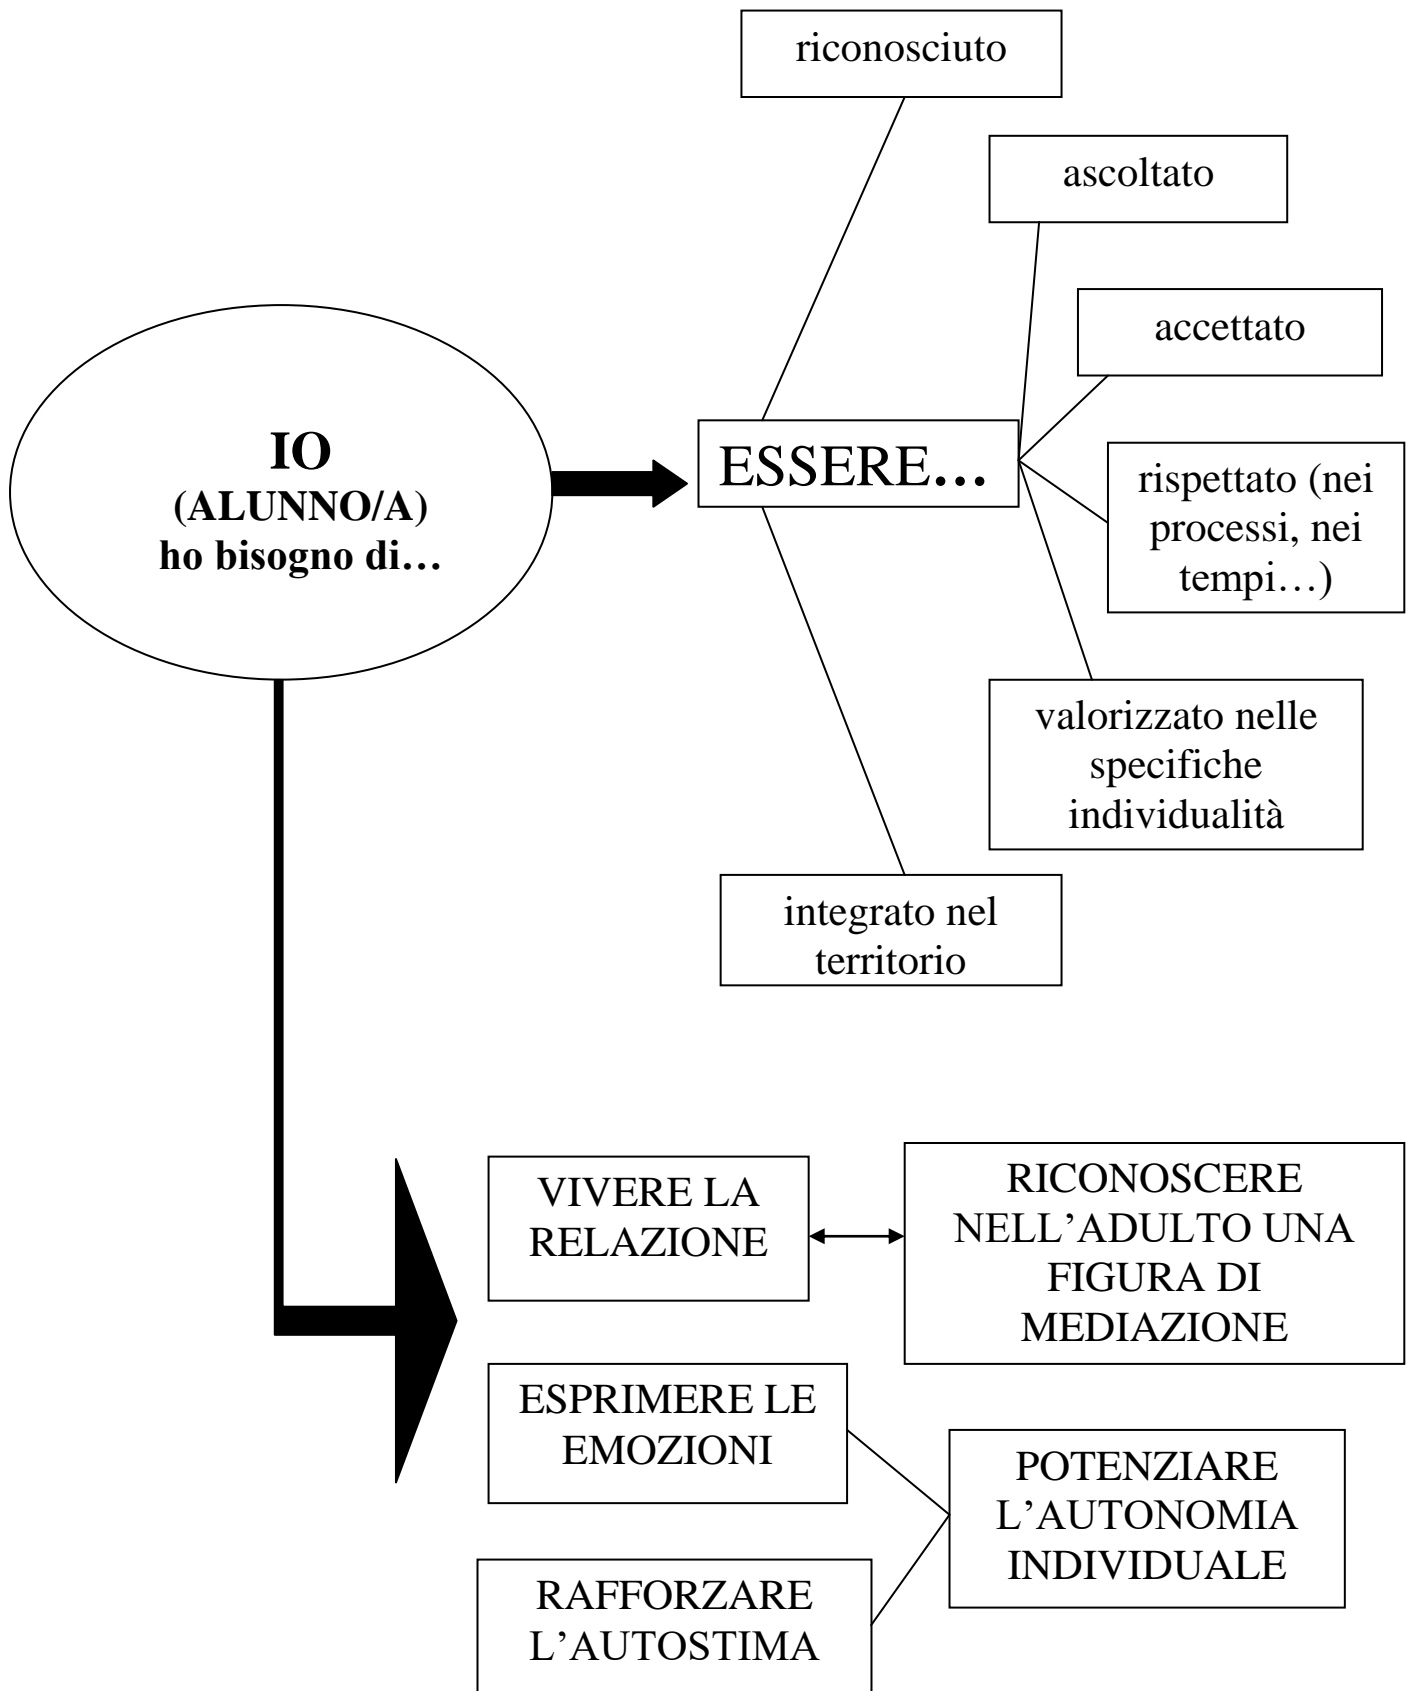 riconosciuto
ascoltato
accettato
IO
(ALUNNO/A)
ho bisogno di…
ESSERE…
rispettato (nei
processi, nei
tempi…)
valorizzato nelle
specifiche
individualità
integrato nel
territorio
VIVERE LA
RELAZIONE
RICONOSCERE
NELL’ADULTO UNA
FIGURA DI
MEDIAZIONE
ESPRIMERE LE
EMOZIONI
POTENZIARE
L’AUTONOMIA
INDIVIDUALE
RAFFORZARE
L’AUTOSTIMA